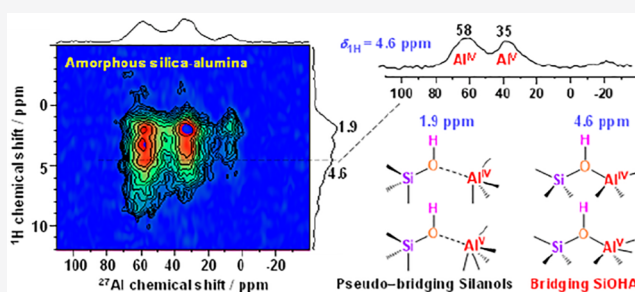 Amorphous silica-alumina
0
5
10
¹H chemical shift / ppm
100 80 60 40 20 0 -20
²⁷Al chemical shift / ppm
1.9
4.6
δ1H = 4.6 ppm
58 35
Alᴵⱽ Alⱽ
100 80 60 40 20 0 -20
1.9 ppm 4.6 ppm
H H
O O
Si Alᴵⱽ Si Alᴵⱽ
H H
O O
Si Alⱽ Si Alⱽ
Pseudo-bridging Silanols Bridging SiOHA